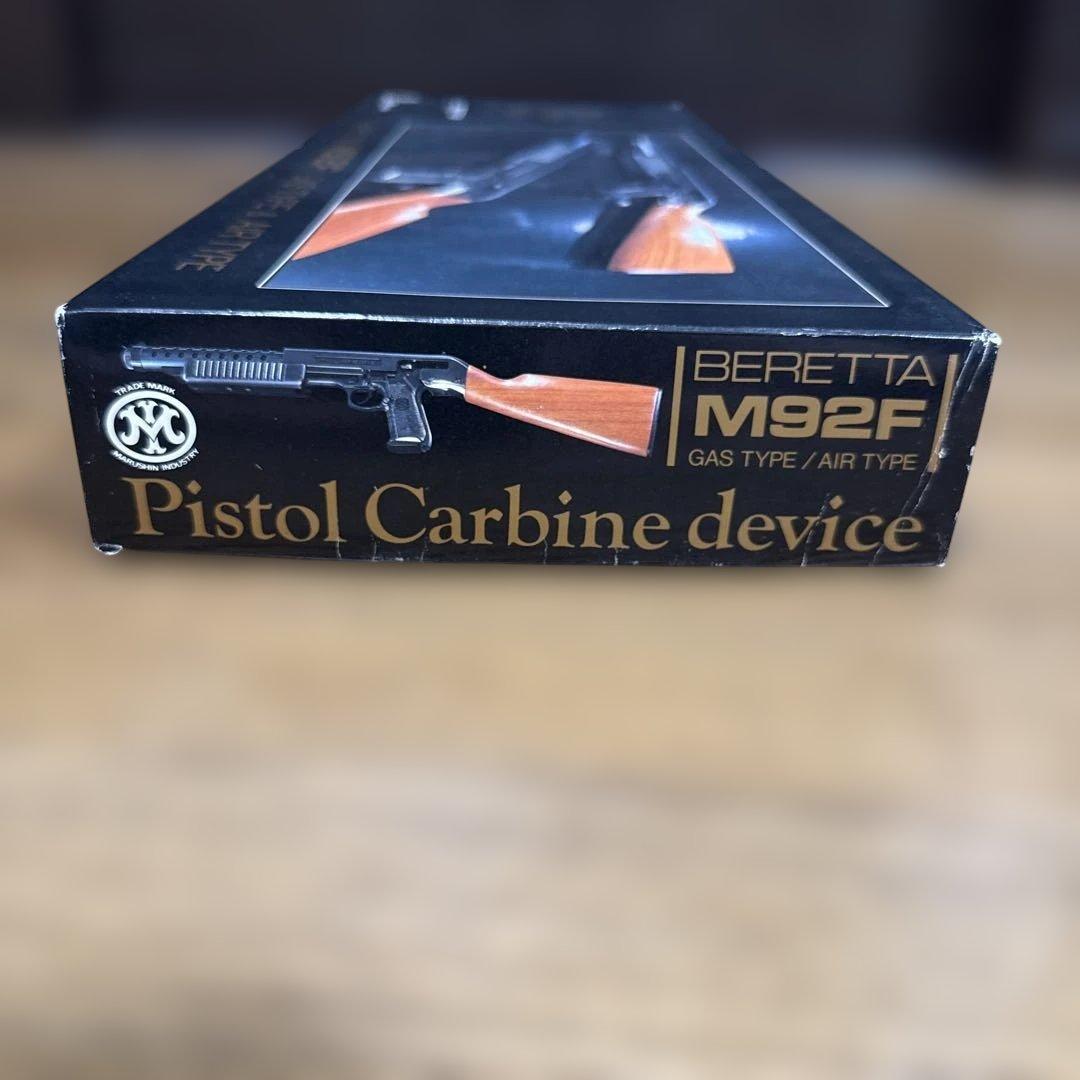 BERETTA
M92F
GAS TYPE / AIR TYPE
TRADE MARK
MARUSHIN INDUSTRY
Pistol Carbine device